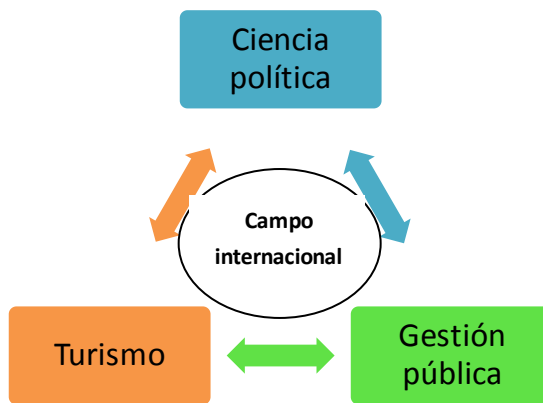 Ciencia
política
Campo
internacional
Turismo
Gestión
pública